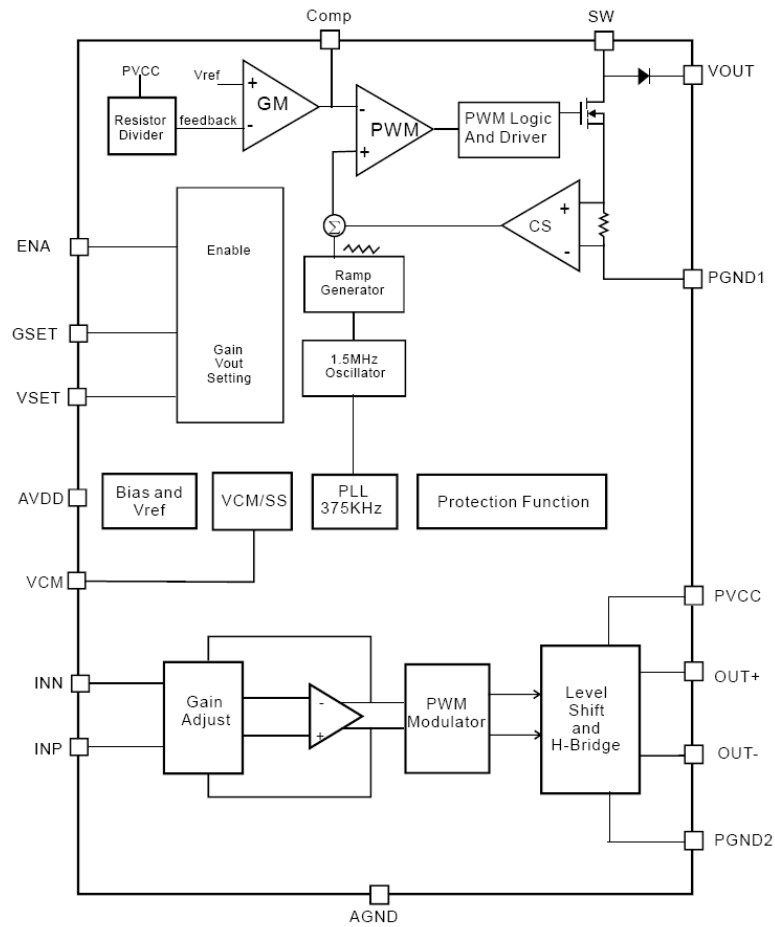 Comp
SW
PVCC
Vref
+
GM
-
feedback
Resistor
Divider
-
PWM
+
PWM Logic
And Driver
VOUT
ENA
Enable
Σ
+
CS
-
Ramp
Generator
PGND1
GSET
Gain
Vout
Setting
VSET
1.5MHz
Oscillator
AVDD
Bias and
Vref
VCM/SS
PLL
375KHz
Protection Function
VCM
PVCC
INN
Gain
Adjust
-
+
PWM
Modulator
Level
Shift
and
H-Bridge
OUT+
INP
OUT-
PGND2
AGND